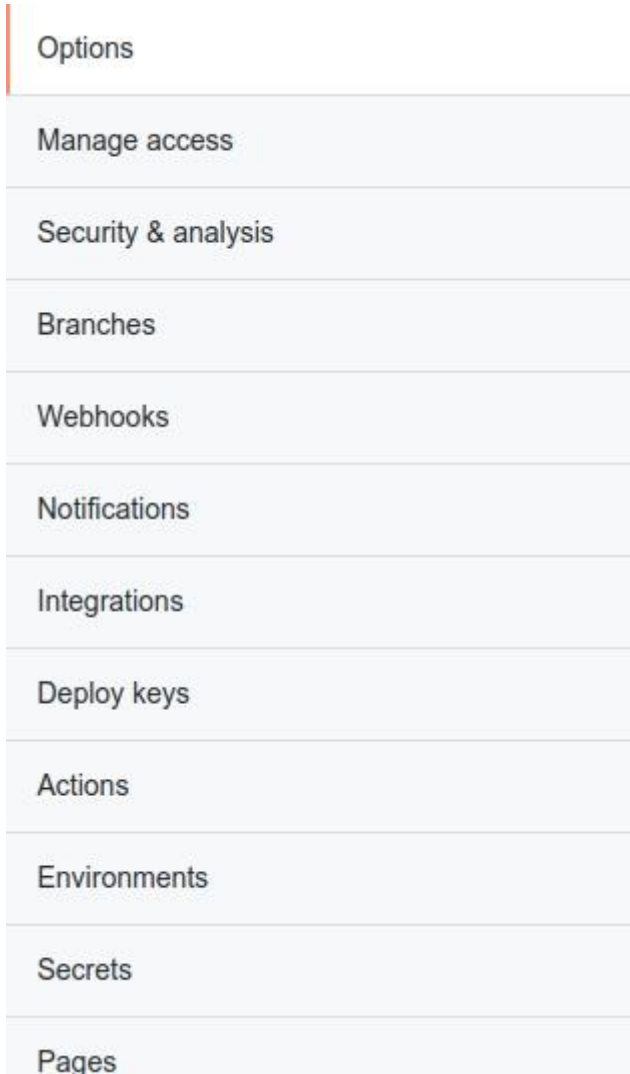 Options
Manage access
Security & analysis
Branches
Webhooks
Notifications
Integrations
Deploy keys
Actions
Environments
Secrets
Pages